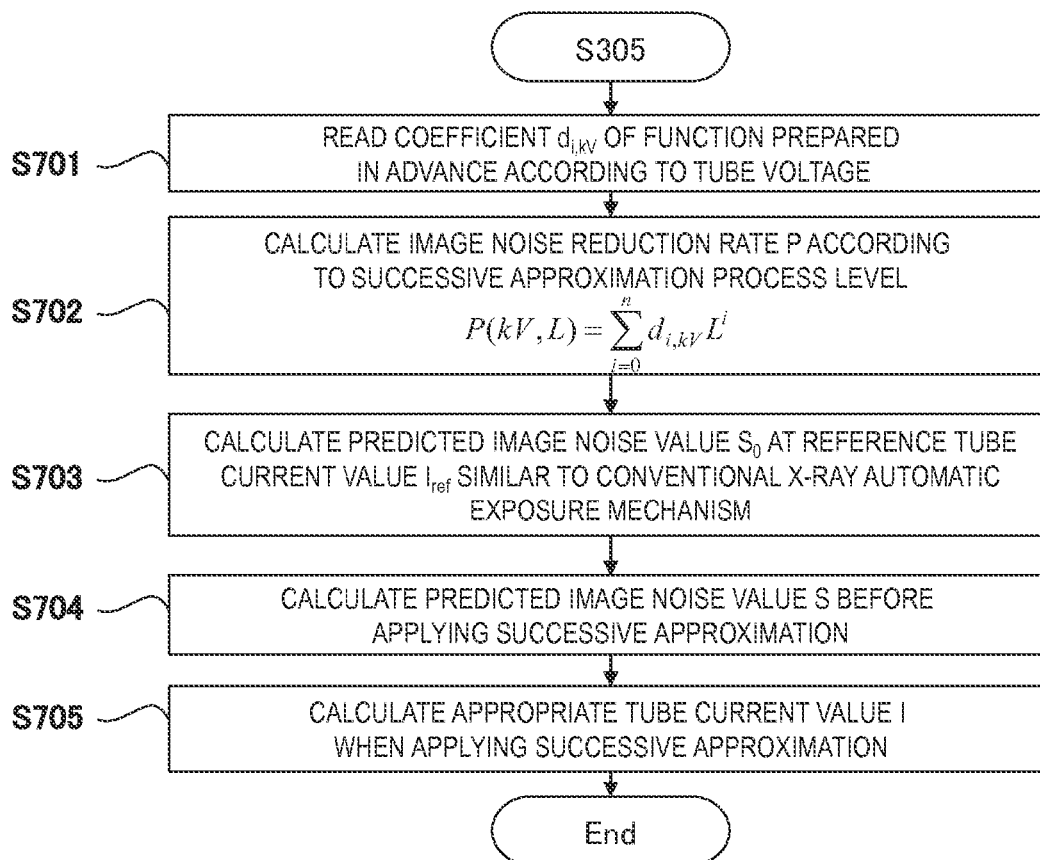 S305
S701
READ COEFFICIENT d_{i,kV} OF FUNCTION PREPARED
IN ADVANCE ACCORDING TO TUBE VOLTAGE
S702
CALCULATE IMAGE NOISE REDUCTION RATE P ACCORDING
TO SUCCESSIVE APPROXIMATION PROCESS LEVEL
P(kV, L) = \sum_{i=0}^{n} d_{i,kV} L^i
S703
CALCULATE PREDICTED IMAGE NOISE VALUE S_0 AT REFERENCE TUBE
CURRENT VALUE I_{ref} SIMILAR TO CONVENTIONAL X-RAY AUTOMATIC
EXPOSURE MECHANISM
S704
CALCULATE PREDICTED IMAGE NOISE VALUE S BEFORE
APPLYING SUCCESSIVE APPROXIMATION
S705
CALCULATE APPROPRIATE TUBE CURRENT VALUE I
WHEN APPLYING SUCCESSIVE APPROXIMATION
End